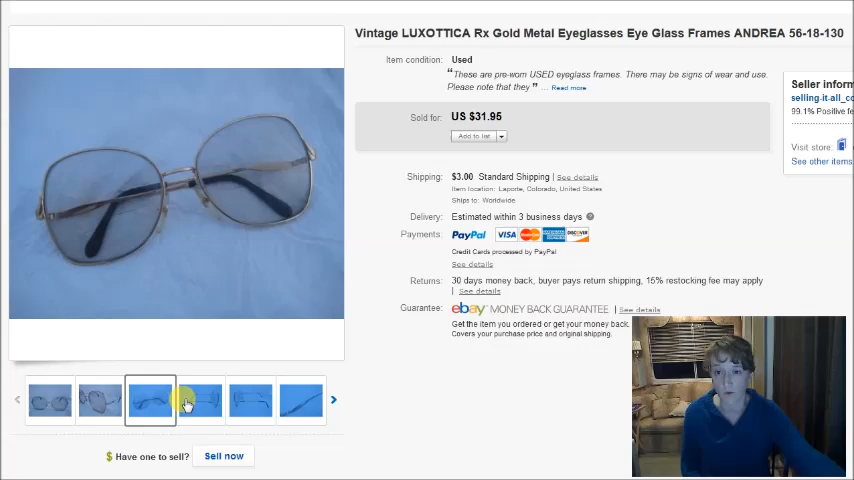 Vintage LUXOTTICA Rx Gold Metal Eyeglasses Eye Glass Frames ANDREA 56-18-130
Item condition: Used
“These are pre-worn USED eyeglass frames. There may be signs of wear and use.
Please note that they ” ... Read more
Sold for: US $31.95
Add to list
Shipping: $3.00 Standard Shipping | See details
Item location: Laporte, Colorado, United States
Ships to: Worldwide
Delivery: Estimated within 3 business days
Payments: PayPal VISA MasterCard AMERICAN EXPRESS DISCOVER
Credit Cards processed by PayPal
See details
Returns: 30 days money back, buyer pays return shipping, 15% restocking fee may apply
| See details
Guarantee: ebay MONEY BACK GUARANTEE | See details
Get the item you ordered or get your money back.
Covers your purchase price and original shipping.
Seller inform
selling-it-all_co
99.1% Positive fe
Visit store:
See other items
$ Have one to sell? Sell now